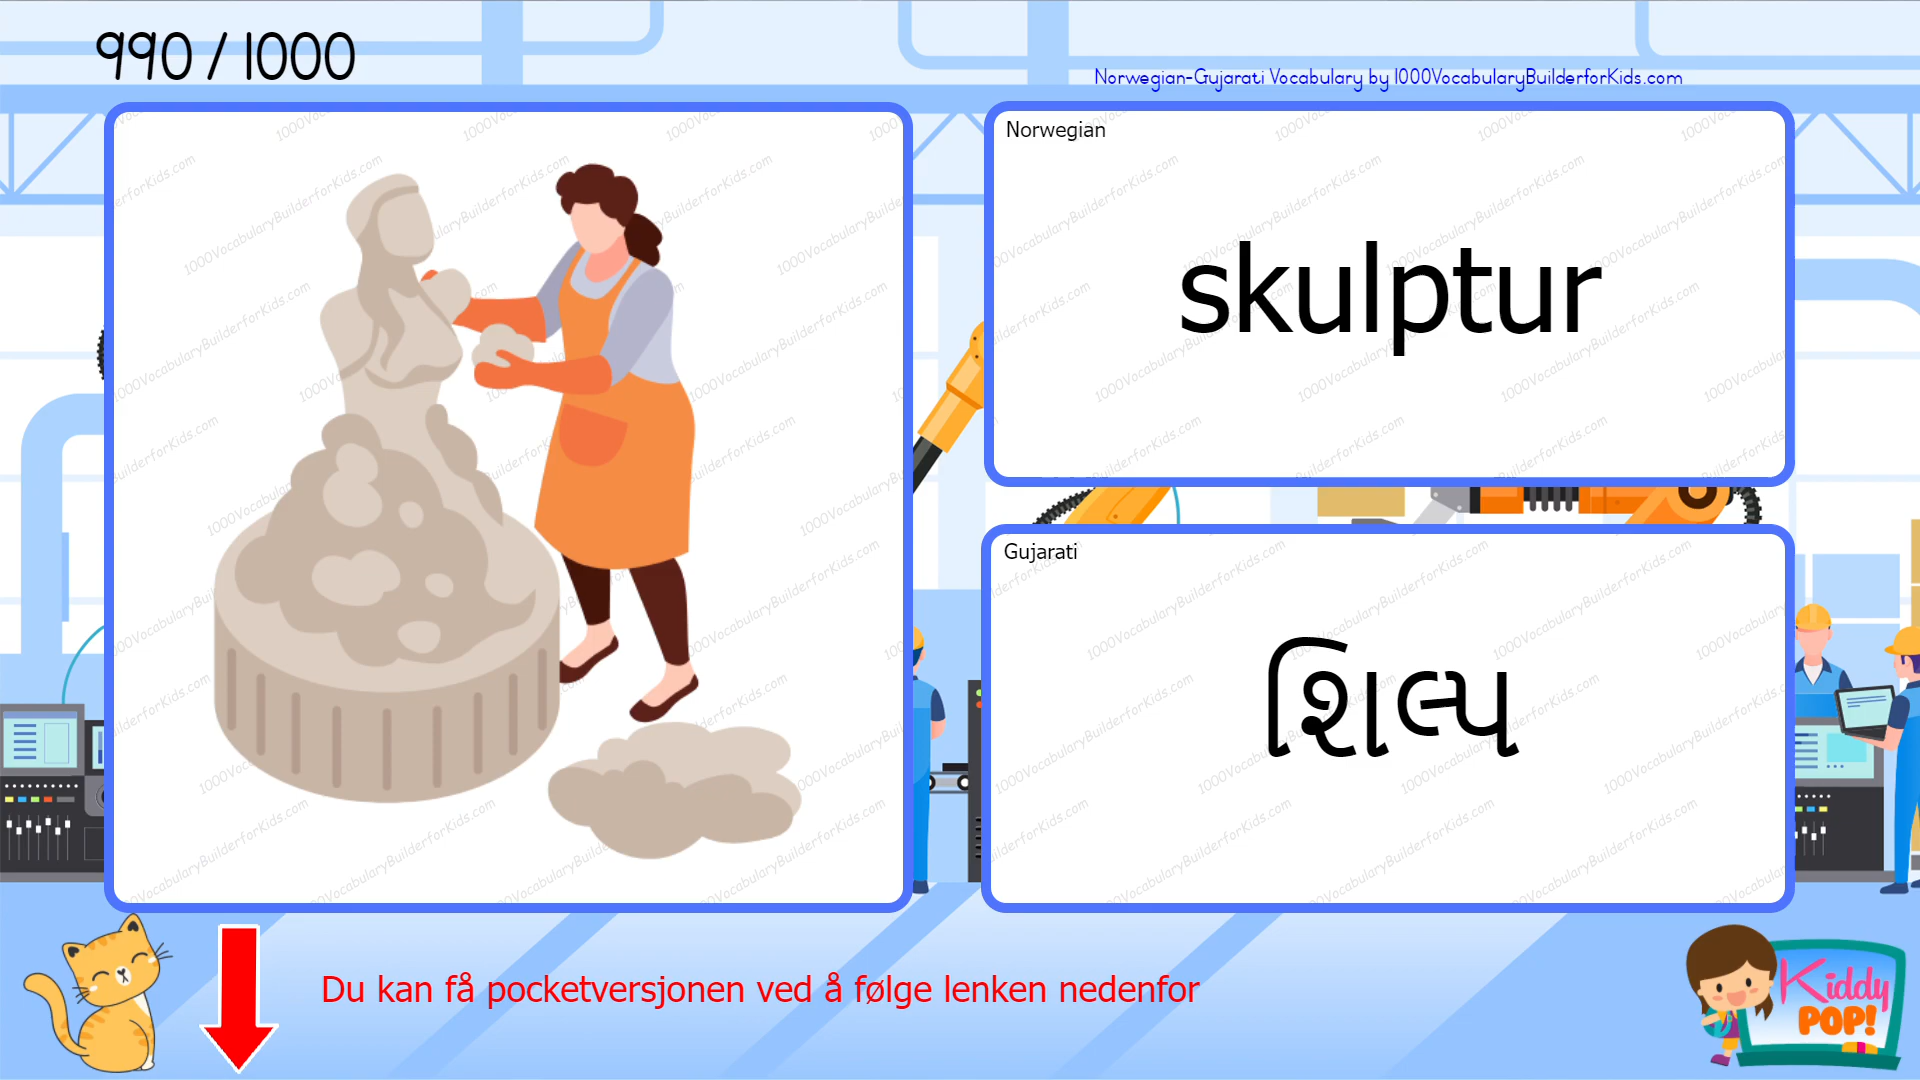 990 / 1000
Norwegian-Gujarati Vocabulary by 1000VocabularyBuilderforKids.com
Norwegian
skulptur
Gujarati
શિલ્પ
Du kan få pocketversjonen ved å følge lenken nedenfor
Kiddy
POP!